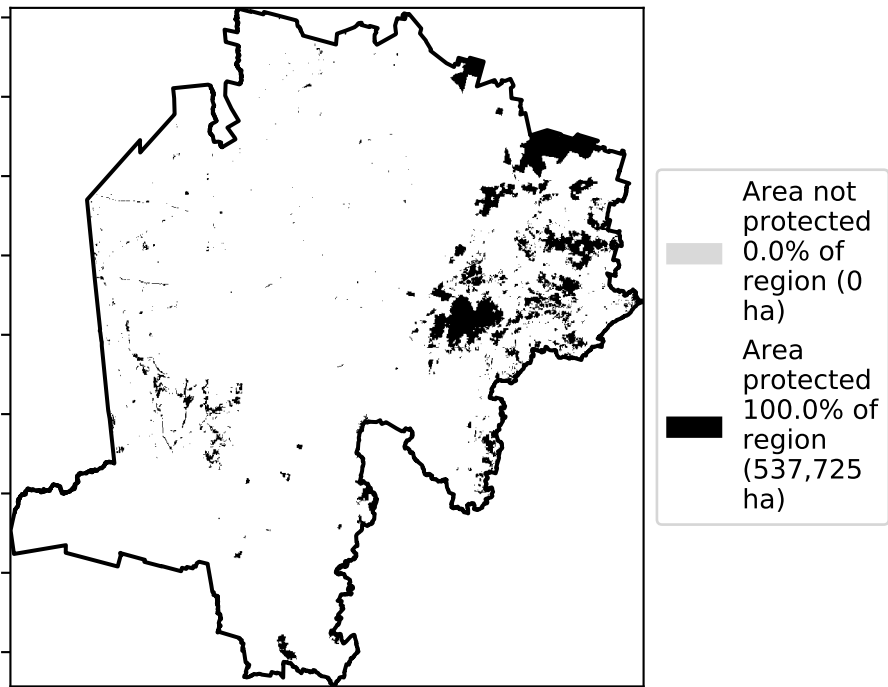 Area not
protected
0.0% of
region (0
ha)
Area
protected
100.0% of
region
(537,725
ha)